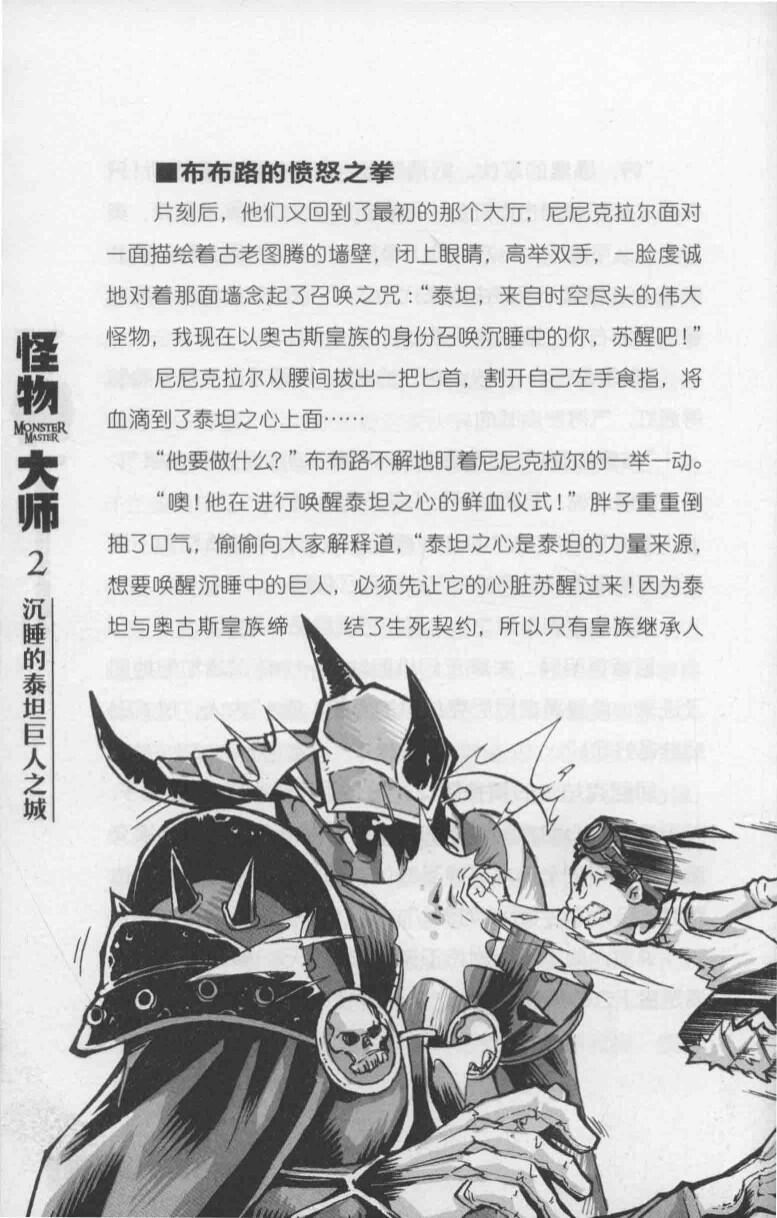 布布路的愤怒之拳
片刻后，他们又回到了最初的那个大厅，尼尼克拉尔面对
一面描绘着古老图腾的墙壁，闭上眼睛，高举双手，一脸虔诚
地对着那面墙念起了召唤之咒：“泰坦，来自时空尽头的伟大
怪物，我现在以奥古斯皇族的身份召唤沉睡中的你，苏醒吧！”
尼尼克拉尔从腰间拔出一把匕首，割开自己左手食指，将
血滴到了泰坦之心上面……
“他要做什么？”布布路不解地盯着尼尼克拉尔的一举一动。
“噢！他在进行唤醒泰坦之心的鲜血仪式！”胖子重重倒
抽了口气，偷偷向大家解释道，“泰坦之心是泰坦的力量来源，
想要唤醒沉睡中的巨人，必须先让它的心脏苏醒过来！因为泰
坦与奥古斯皇族缔结了生死契约，所以只有皇族继承人
怪物
MONSTER
MASTER
大师
2
沉睡的泰坦巨人之城